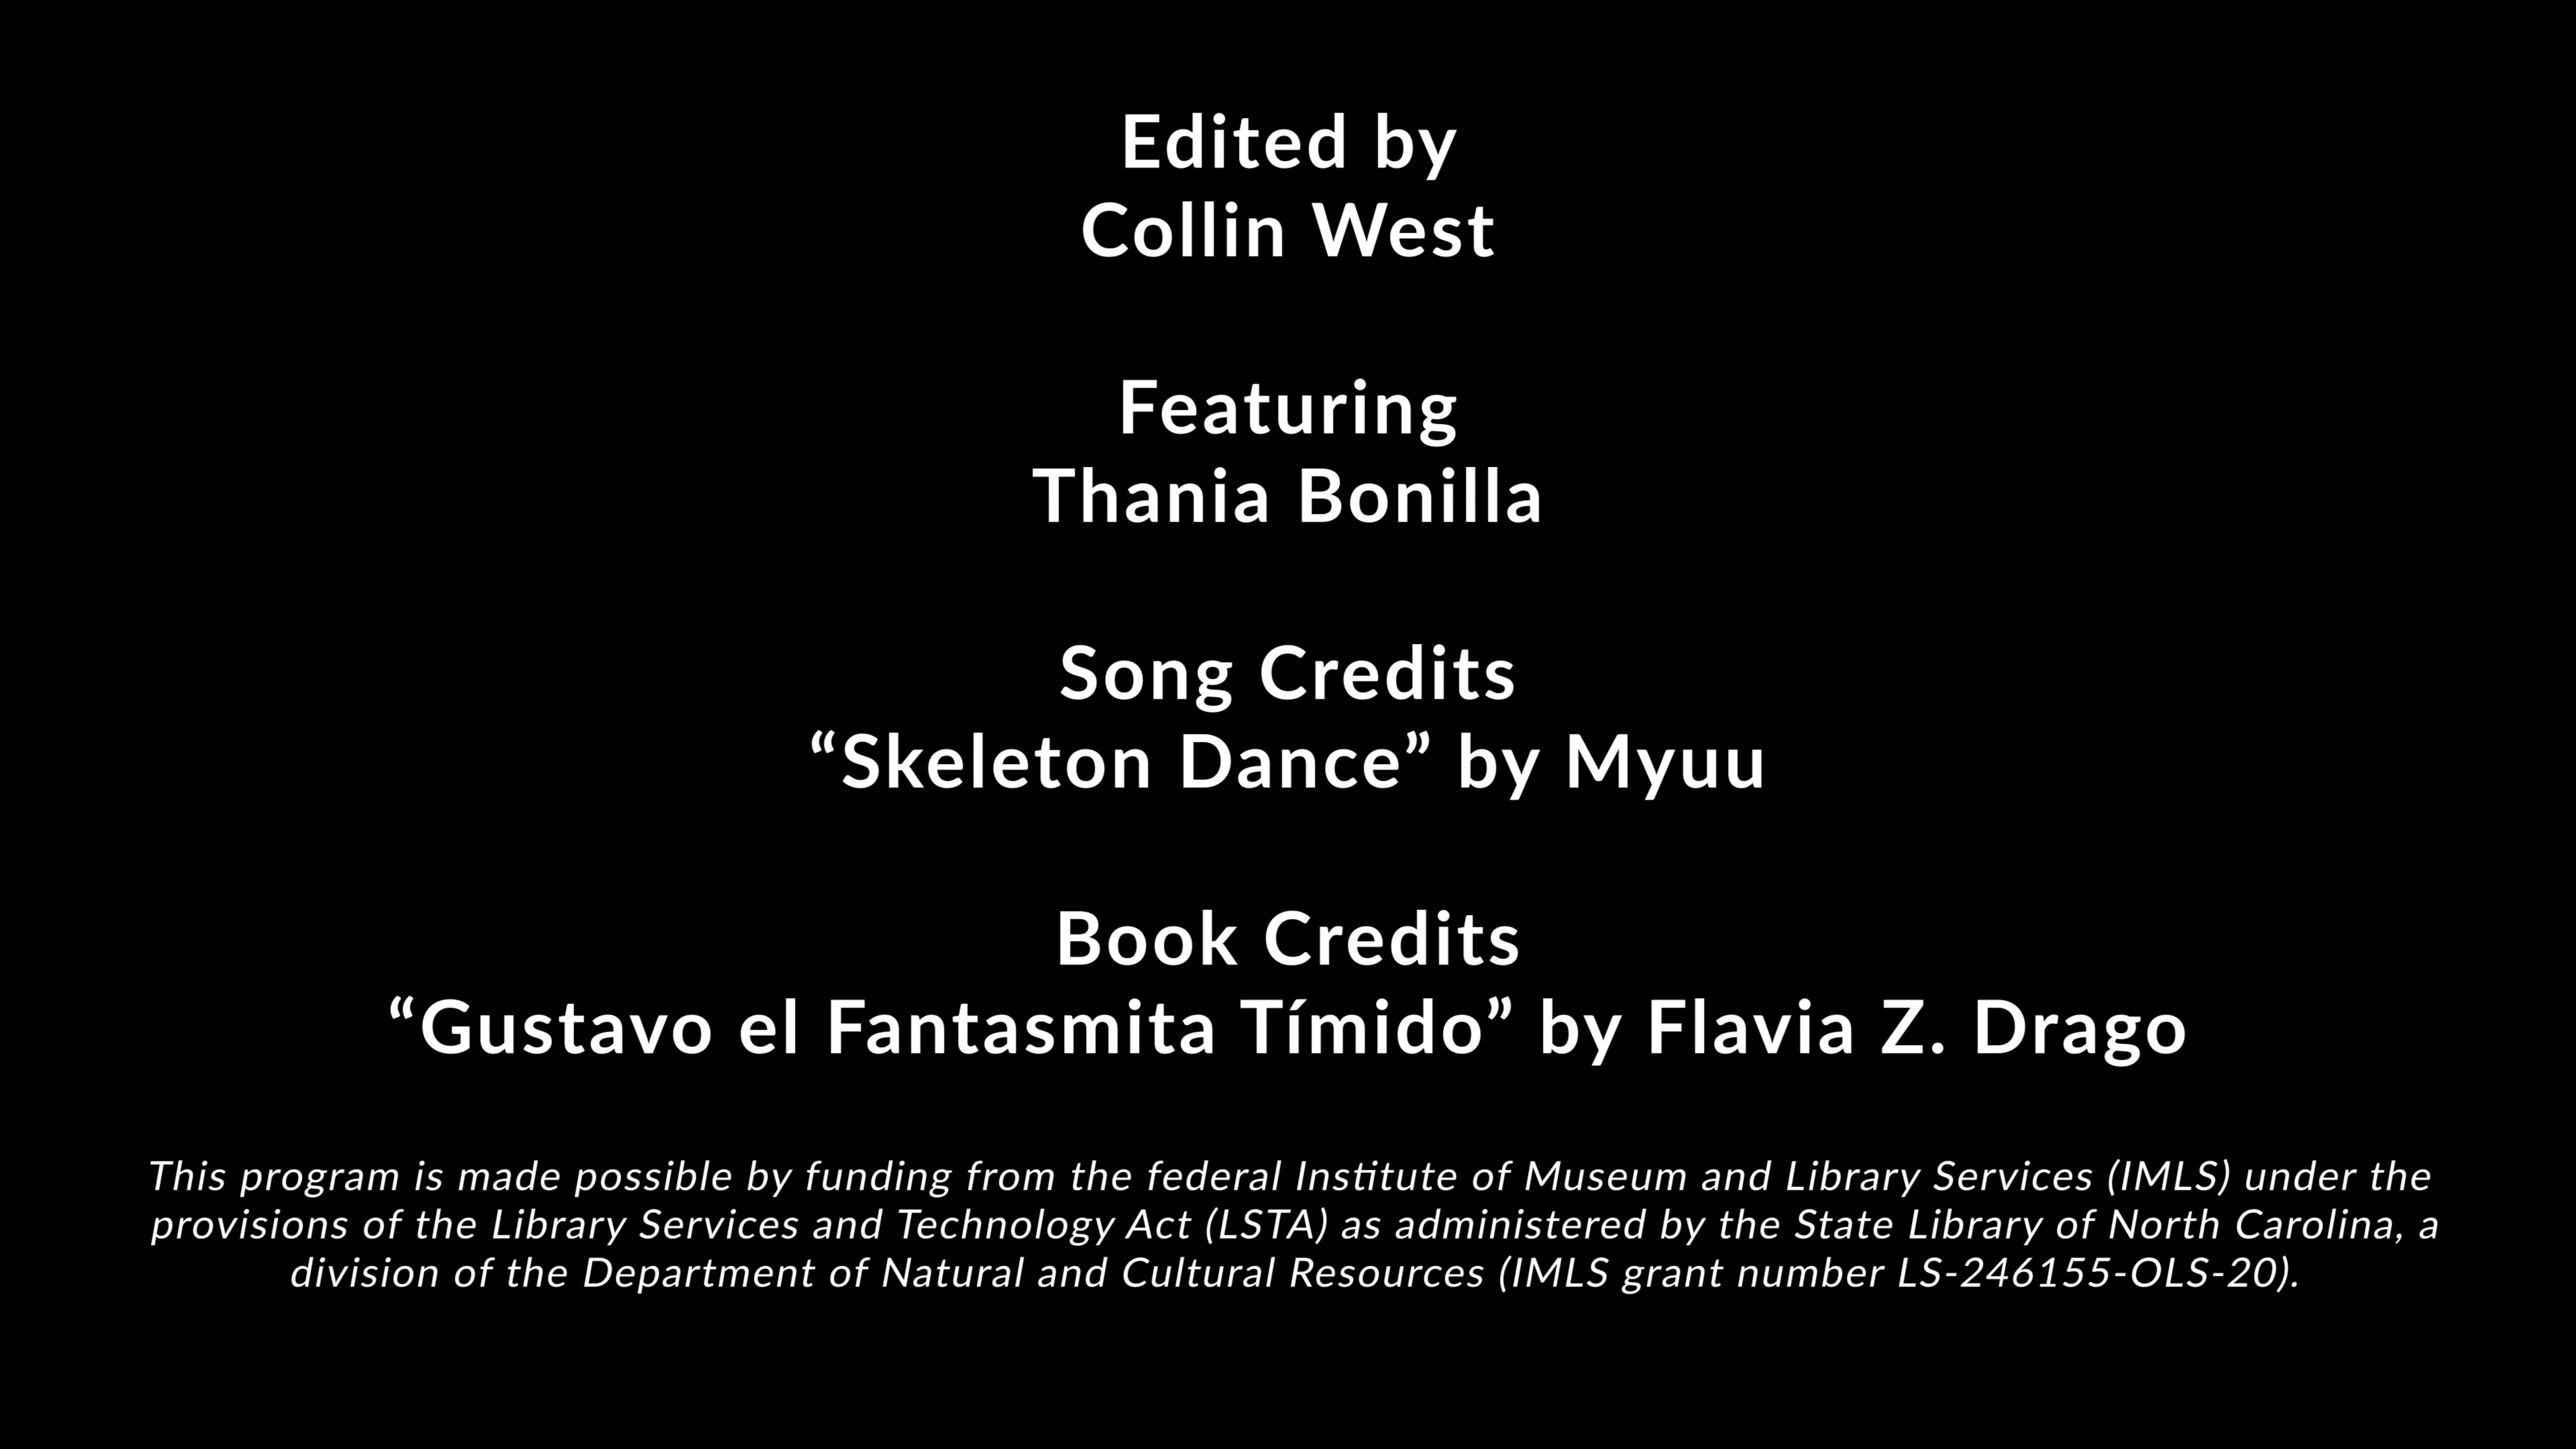 Edited by
Collin West
Featuring
Thania Bonilla
Song Credits
“Skeleton Dance” by Myuu
Book Credits
“Gustavo el Fantasmita Tímido” by Flavia Z. Drago
This program is made possible by funding from the federal Institute of Museum and Library Services (IMLS) under the
provisions of the Library Services and Technology Act (LSTA) as administered by the State Library of North Carolina, a
division of the Department of Natural and Cultural Resources (IMLS grant number LS-246155-OLS-20).